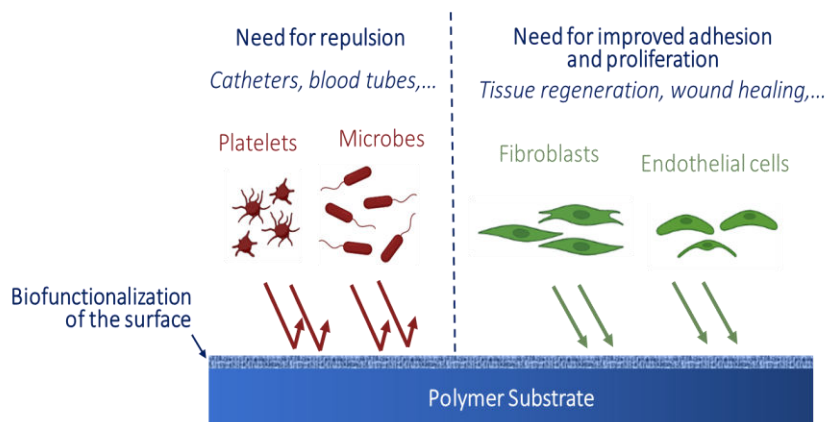 Need for repulsion
Catheters, blood tubes,...
Platelets
Microbes
Need for improved adhesion
and proliferation
Tissue regeneration, wound healing,...
Fibroblasts
Endothelial cells
Biofunctionalization
of the surface
Polymer Substrate